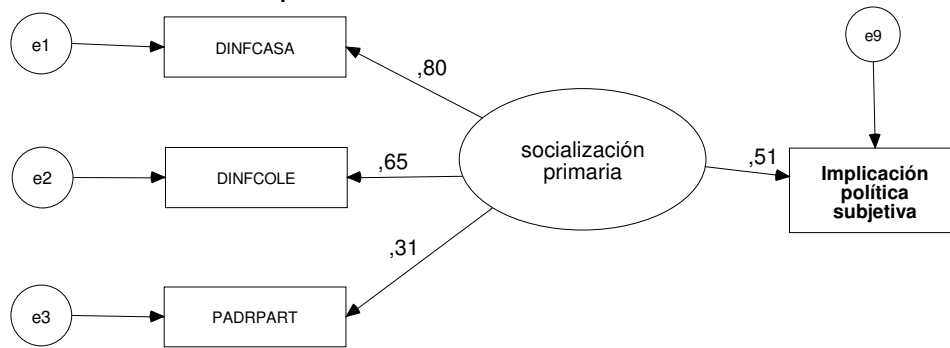 e1
DINFCASA
,80
e9
e2
DINFCOLE
,65
socialización
primaria
,51
Implicación
política
subjetiva
,31
e3
PADRPART